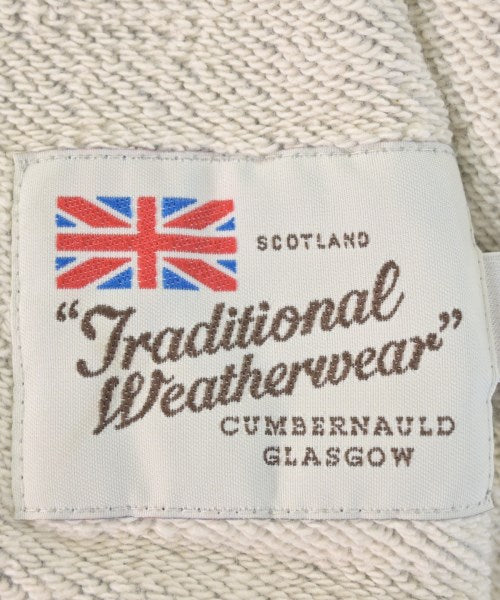 SCOTLAND
"Traditional
Weatherwear"
CUMBERNAULD
GLASGOW